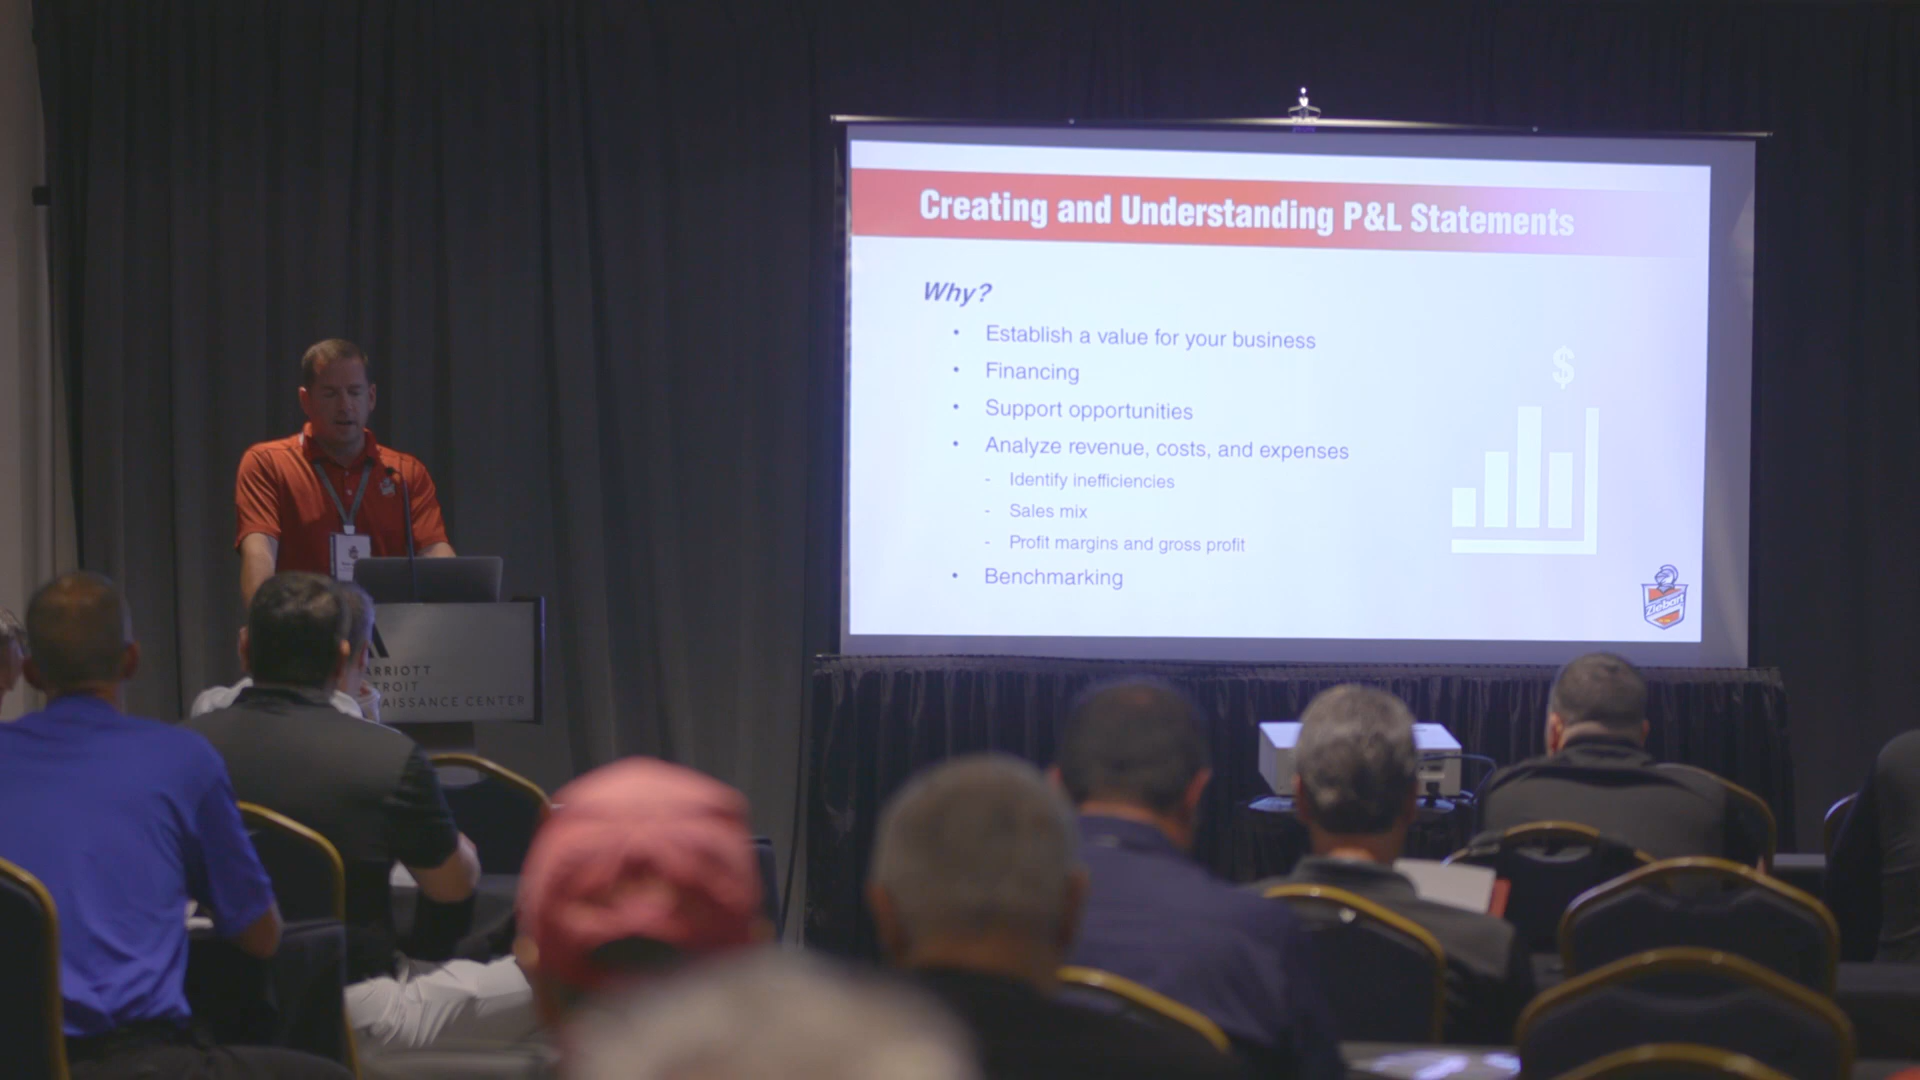 Creating and Understanding P&L Statements
Why?
• Establish a value for your business
• Financing
• Support opportunities
• Analyze revenue, costs, and expenses
- Identify inefficiencies
- Sales mix
- Profit margins and gross profit
• Benchmarking
$
Ziebart
ARRIOTT
TROIT
AISSANCE CENTER